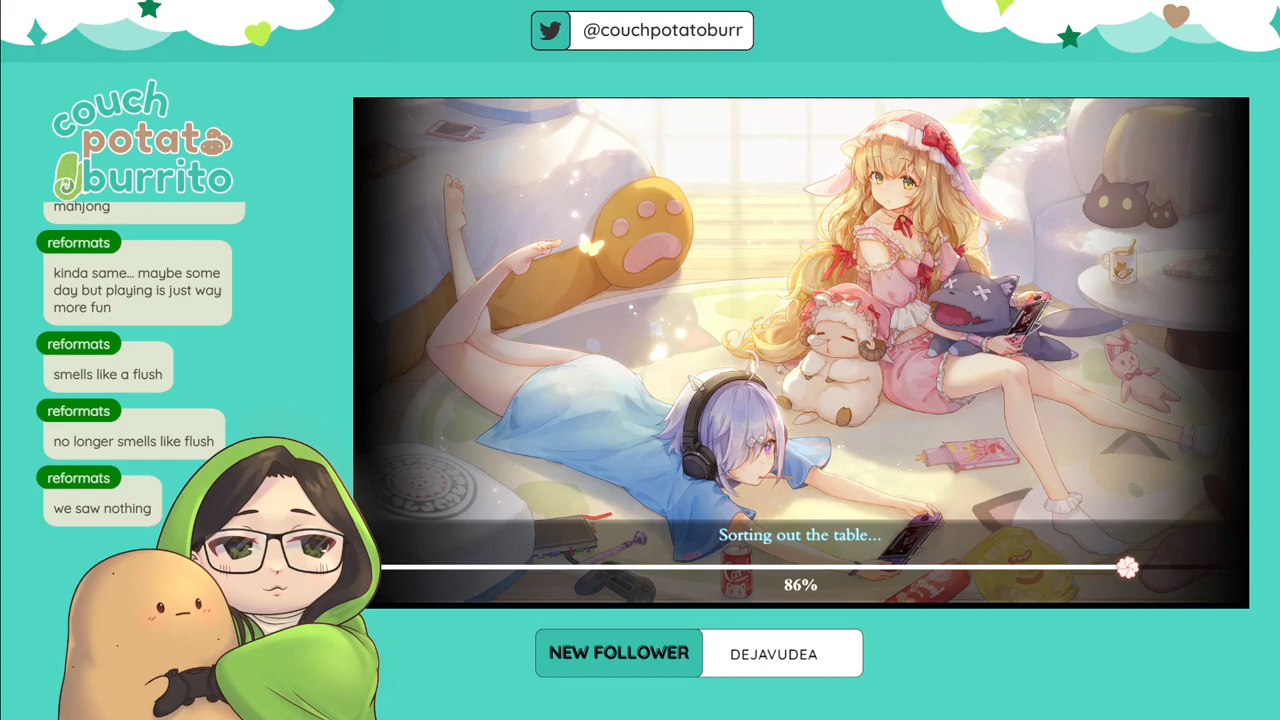 @couchpotatoburr
couch
potato
burrito
mahjong
reformats
kinda same... maybe some
day but playing is just way
more fun
reformats
smells like a flush
reformats
no longer smells like flush
reformats
we saw nothing
Sorting out the table...
86%
NEW FOLLOWER
DEJAVUDEA